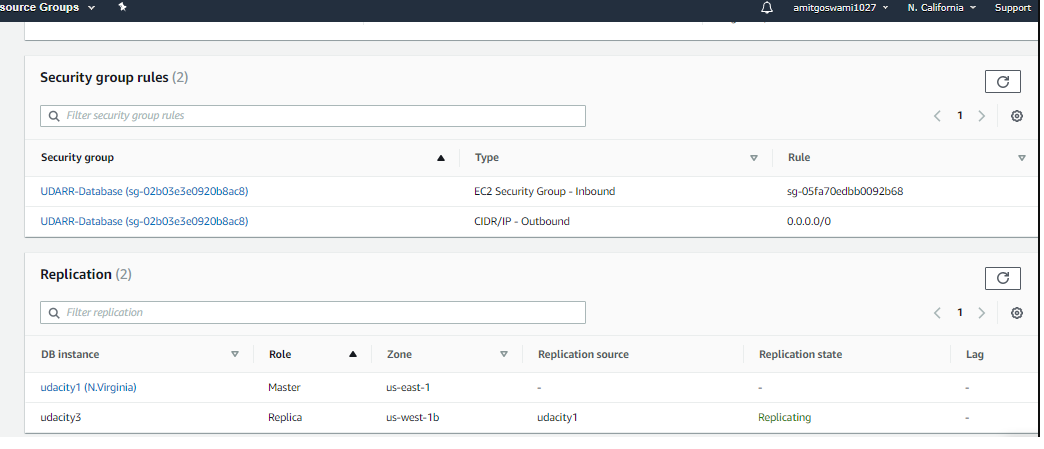 source Groups
amitgoswami1027 N. California Support
Security group rules (2)
Filter security group rules
1
Security group Type Rule
UDARR-Database (sg-02b03e3e0920b8ac8) EC2 Security Group - Inbound sg-05fa70edbb0092b68
UDARR-Database (sg-02b03e3e0920b8ac8) CIDR/IP - Outbound 0.0.0.0/0
Replication (2)
Filter replication
1
DB instance Role Zone Replication source Replication state Lag
udacity1 (N.Virginia) Master us-east-1 - - -
udacity3 Replica us-west-1b udacity1 Replicating -